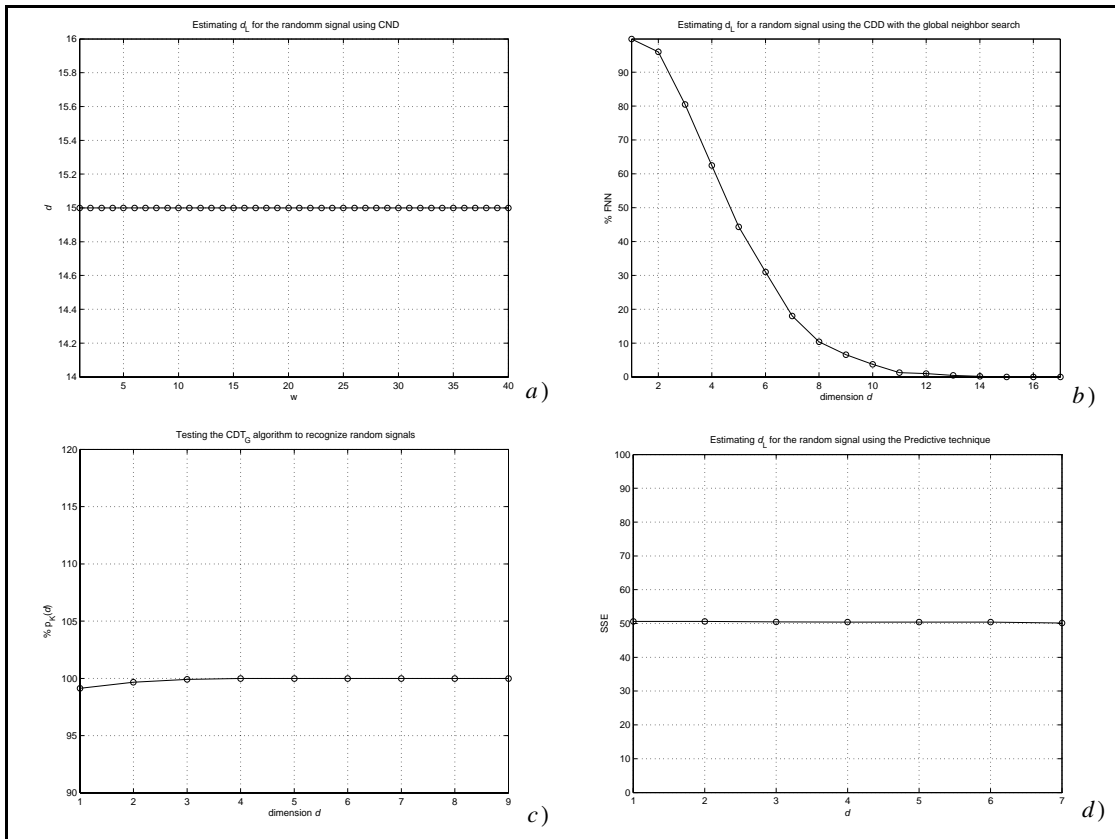 Estimating d_L for the randomm signal using CND
16
15.8
15.6
15.4
15.2
15
14.8
14.6
14.4
14.2
14
d
5 10 15 20 25 30 35 40
w
a)
Estimating d_L for a random signal using the CDD with the global neighbor search
90
80
70
60
50
40
30
20
10
0
% FNN
2 4 6 8 10 12 14 16
dimension d
b)
Testing the CDT_G algorithm to recognize random signals
120
115
110
105
100
95
90
% p_K(d)
1 2 3 4 5 6 7 8 9
dimension d
c)
Estimating d_L for the random signal using the Predictive technique
100
90
80
70
60
50
40
30
20
10
0
SSE
1 2 3 4 5 6 7
d
d)